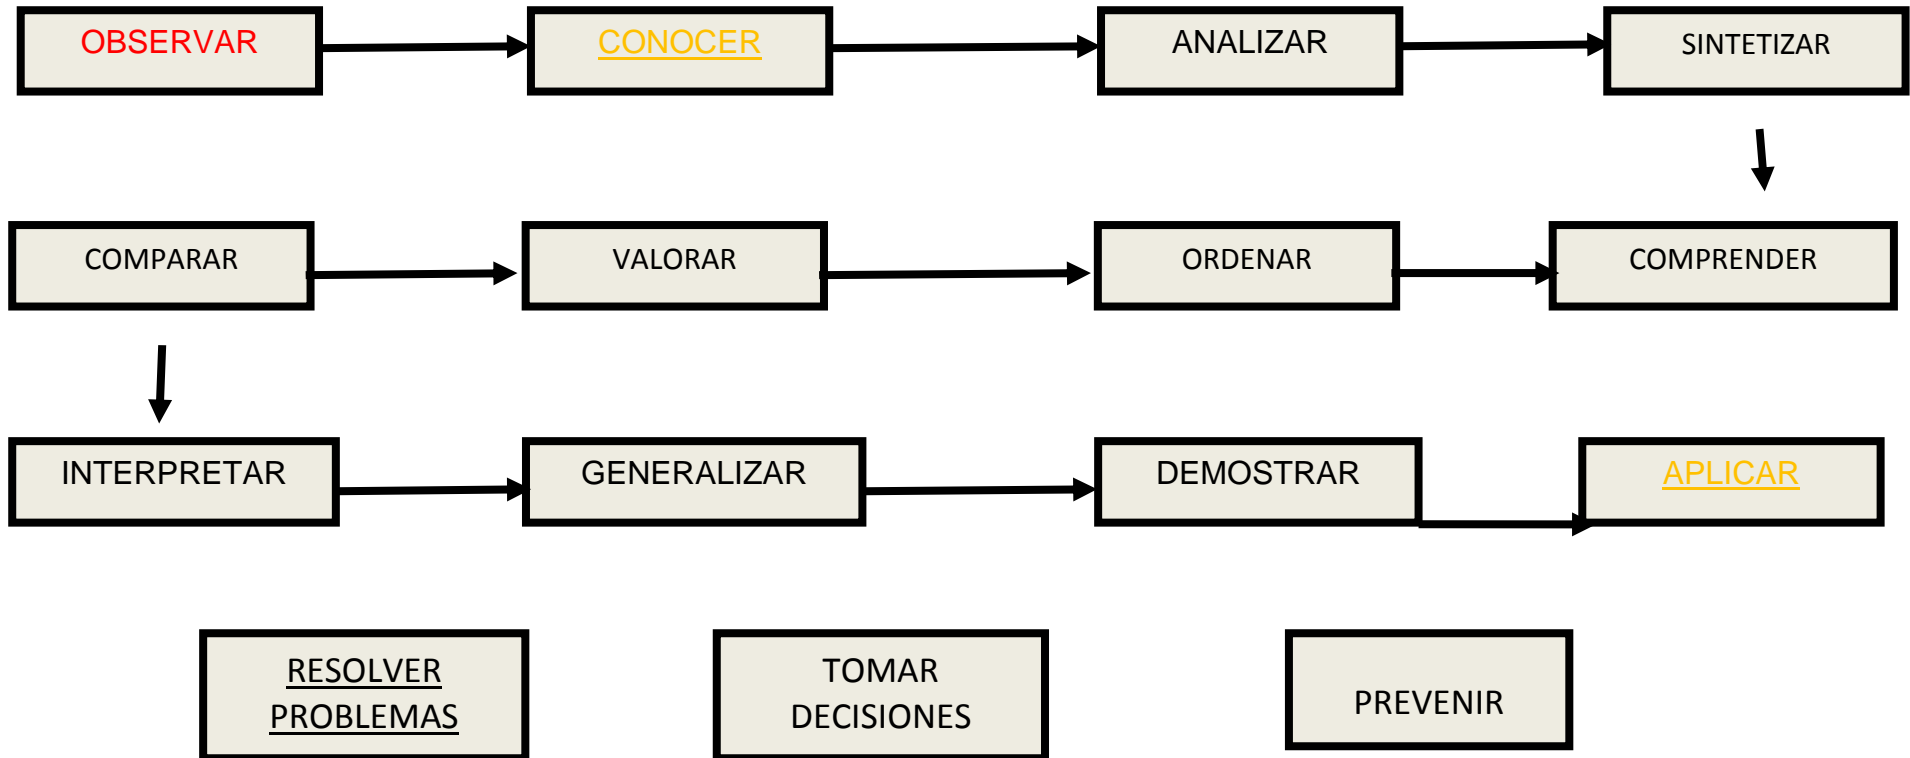 OBSERVAR
CONOCER
ANALIZAR
SINTETIZAR
COMPARAR
VALORAR
ORDENAR
COMPRENDER
INTERPRETAR
GENERALIZAR
DEMOSTRAR
APLICAR
RESOLVER
PROBLEMAS
TOMAR
DECISIONES
PREVENIR